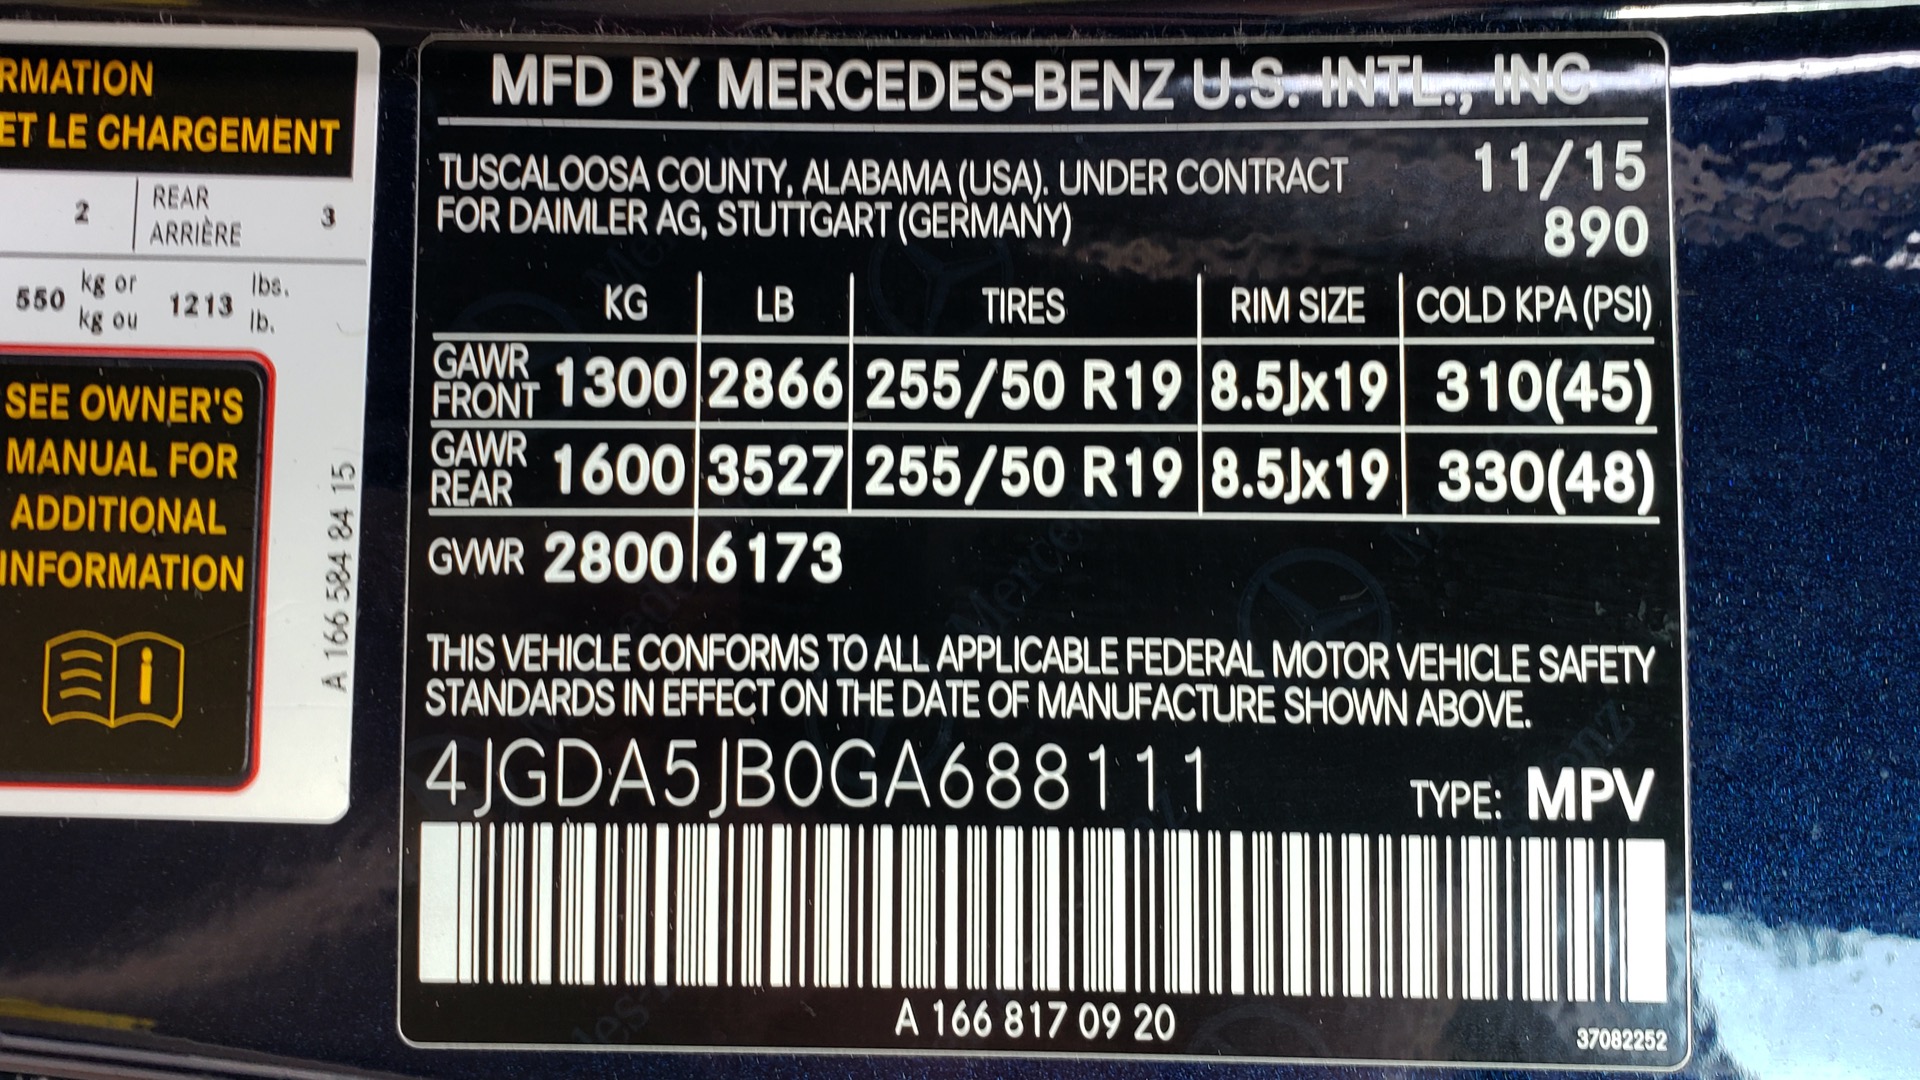 RMATION
ET LE CHARGEMENT
2 REAR 3
ARRIÈRE
550 kg or 1213 lbs.
kg ou lb.
SEE OWNER'S
MANUAL FOR
ADDITIONAL
INFORMATION
i
A 166 584 84 15
MFD BY MERCEDES-BENZ U.S. INTL., INC
TUSCALOOSA COUNTY, ALABAMA (USA). UNDER CONTRACT 11/15
FOR DAIMLER AG, STUTTGART (GERMANY) 890
KG LB TIRES RIM SIZE COLD KPA (PSI)
GAWR FRONT 1300 2866 255/50 R19 8.5Jx19 310(45)
GAWR REAR 1600 3527 255/50 R19 8.5Jx19 330(48)
GVWR 2800 6173
THIS VEHICLE CONFORMS TO ALL APPLICABLE FEDERAL MOTOR VEHICLE SAFETY
STANDARDS IN EFFECT ON THE DATE OF MANUFACTURE SHOWN ABOVE.
4JGDA5JB0GA688111 TYPE: MPV
A 166 817 09 20
37082252